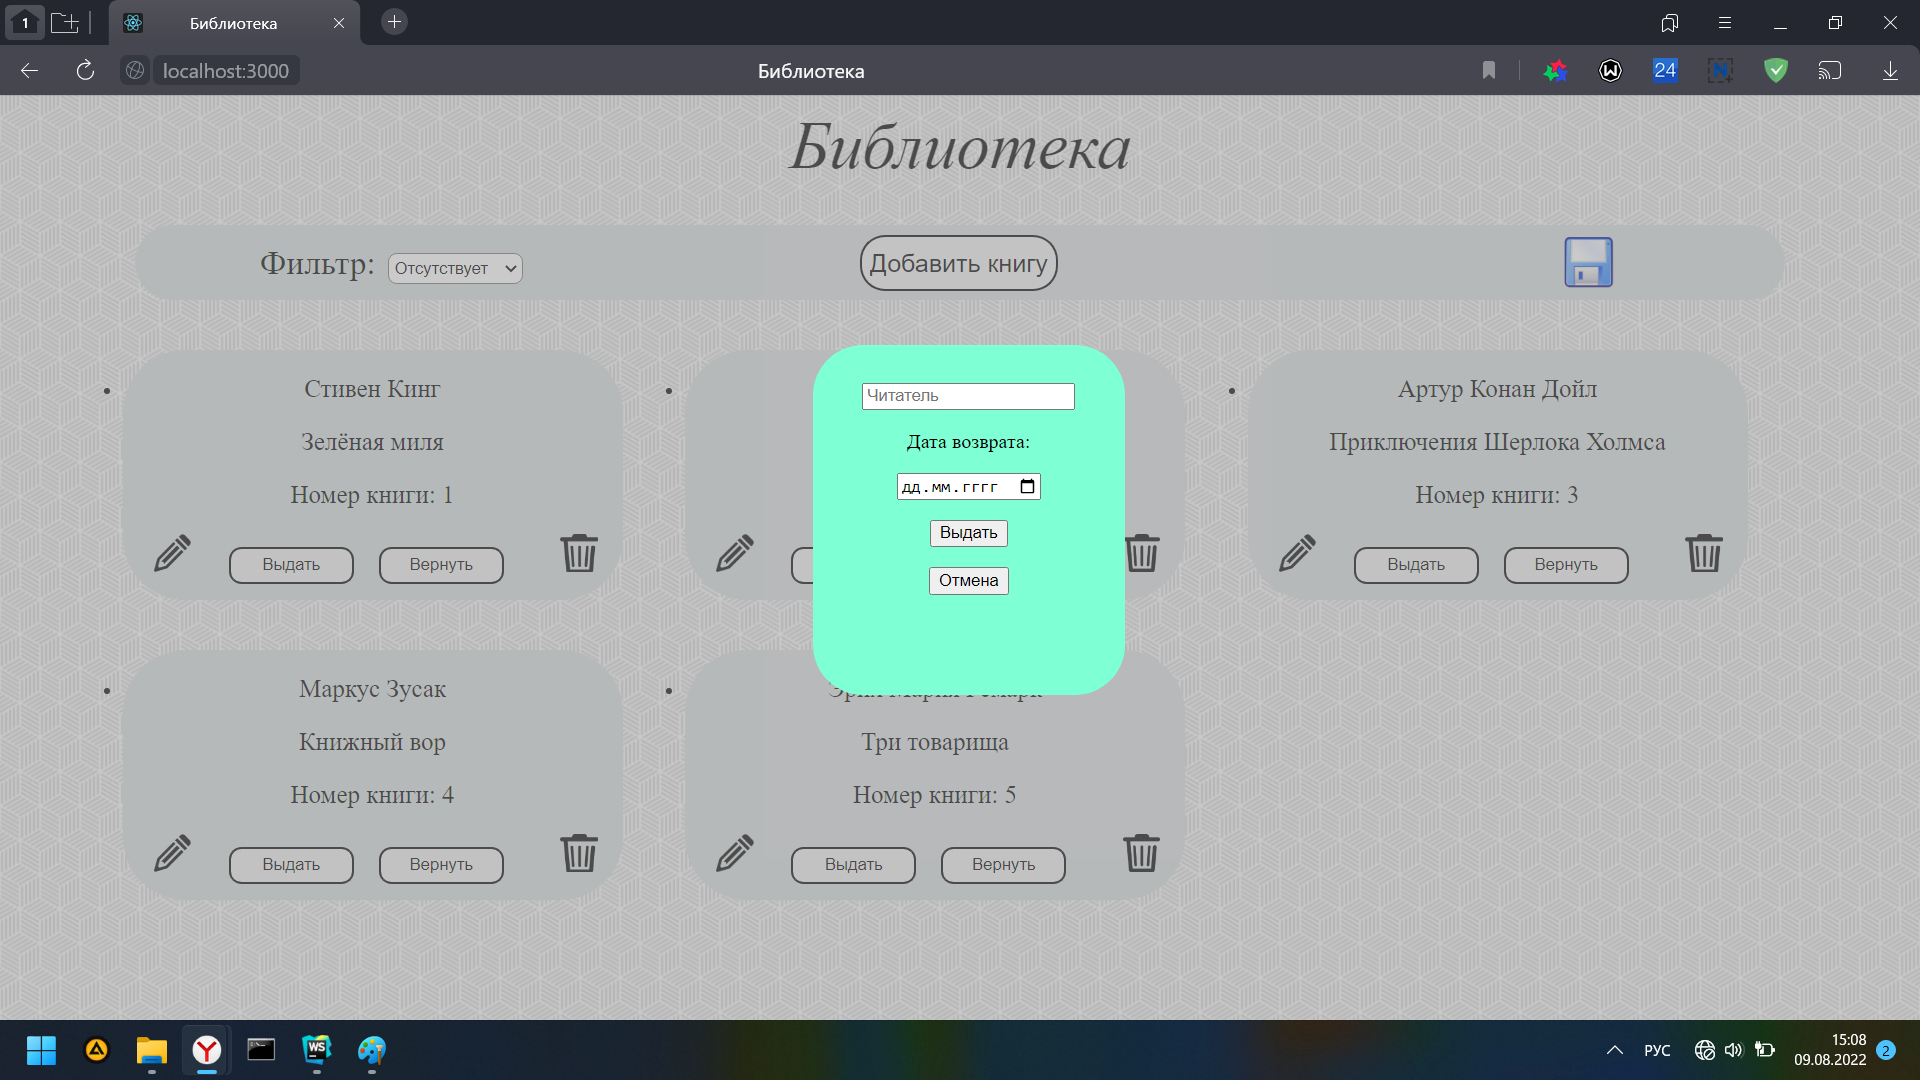 1
Библиотека
localhost:3000
Библиотека
24
Библиотека
Фильтр:
Отсутствует
Добавить книгу
Стивен Кинг
Зелёная миля
Номер книги: 1
Выдать
Вернуть
Читатель
Дата возврата:
дд.мм.гггг
Выдать
Отмена
Артур Конан Дойл
Приключения Шерлока Холмса
Номер книги: 3
Выдать
Вернуть
Маркус Зусак
Книжный вор
Номер книги: 4
Выдать
Вернуть
Три товарища
Номер книги: 5
Выдать
Вернуть
WS
РУС
15:08
09.08.2022
2